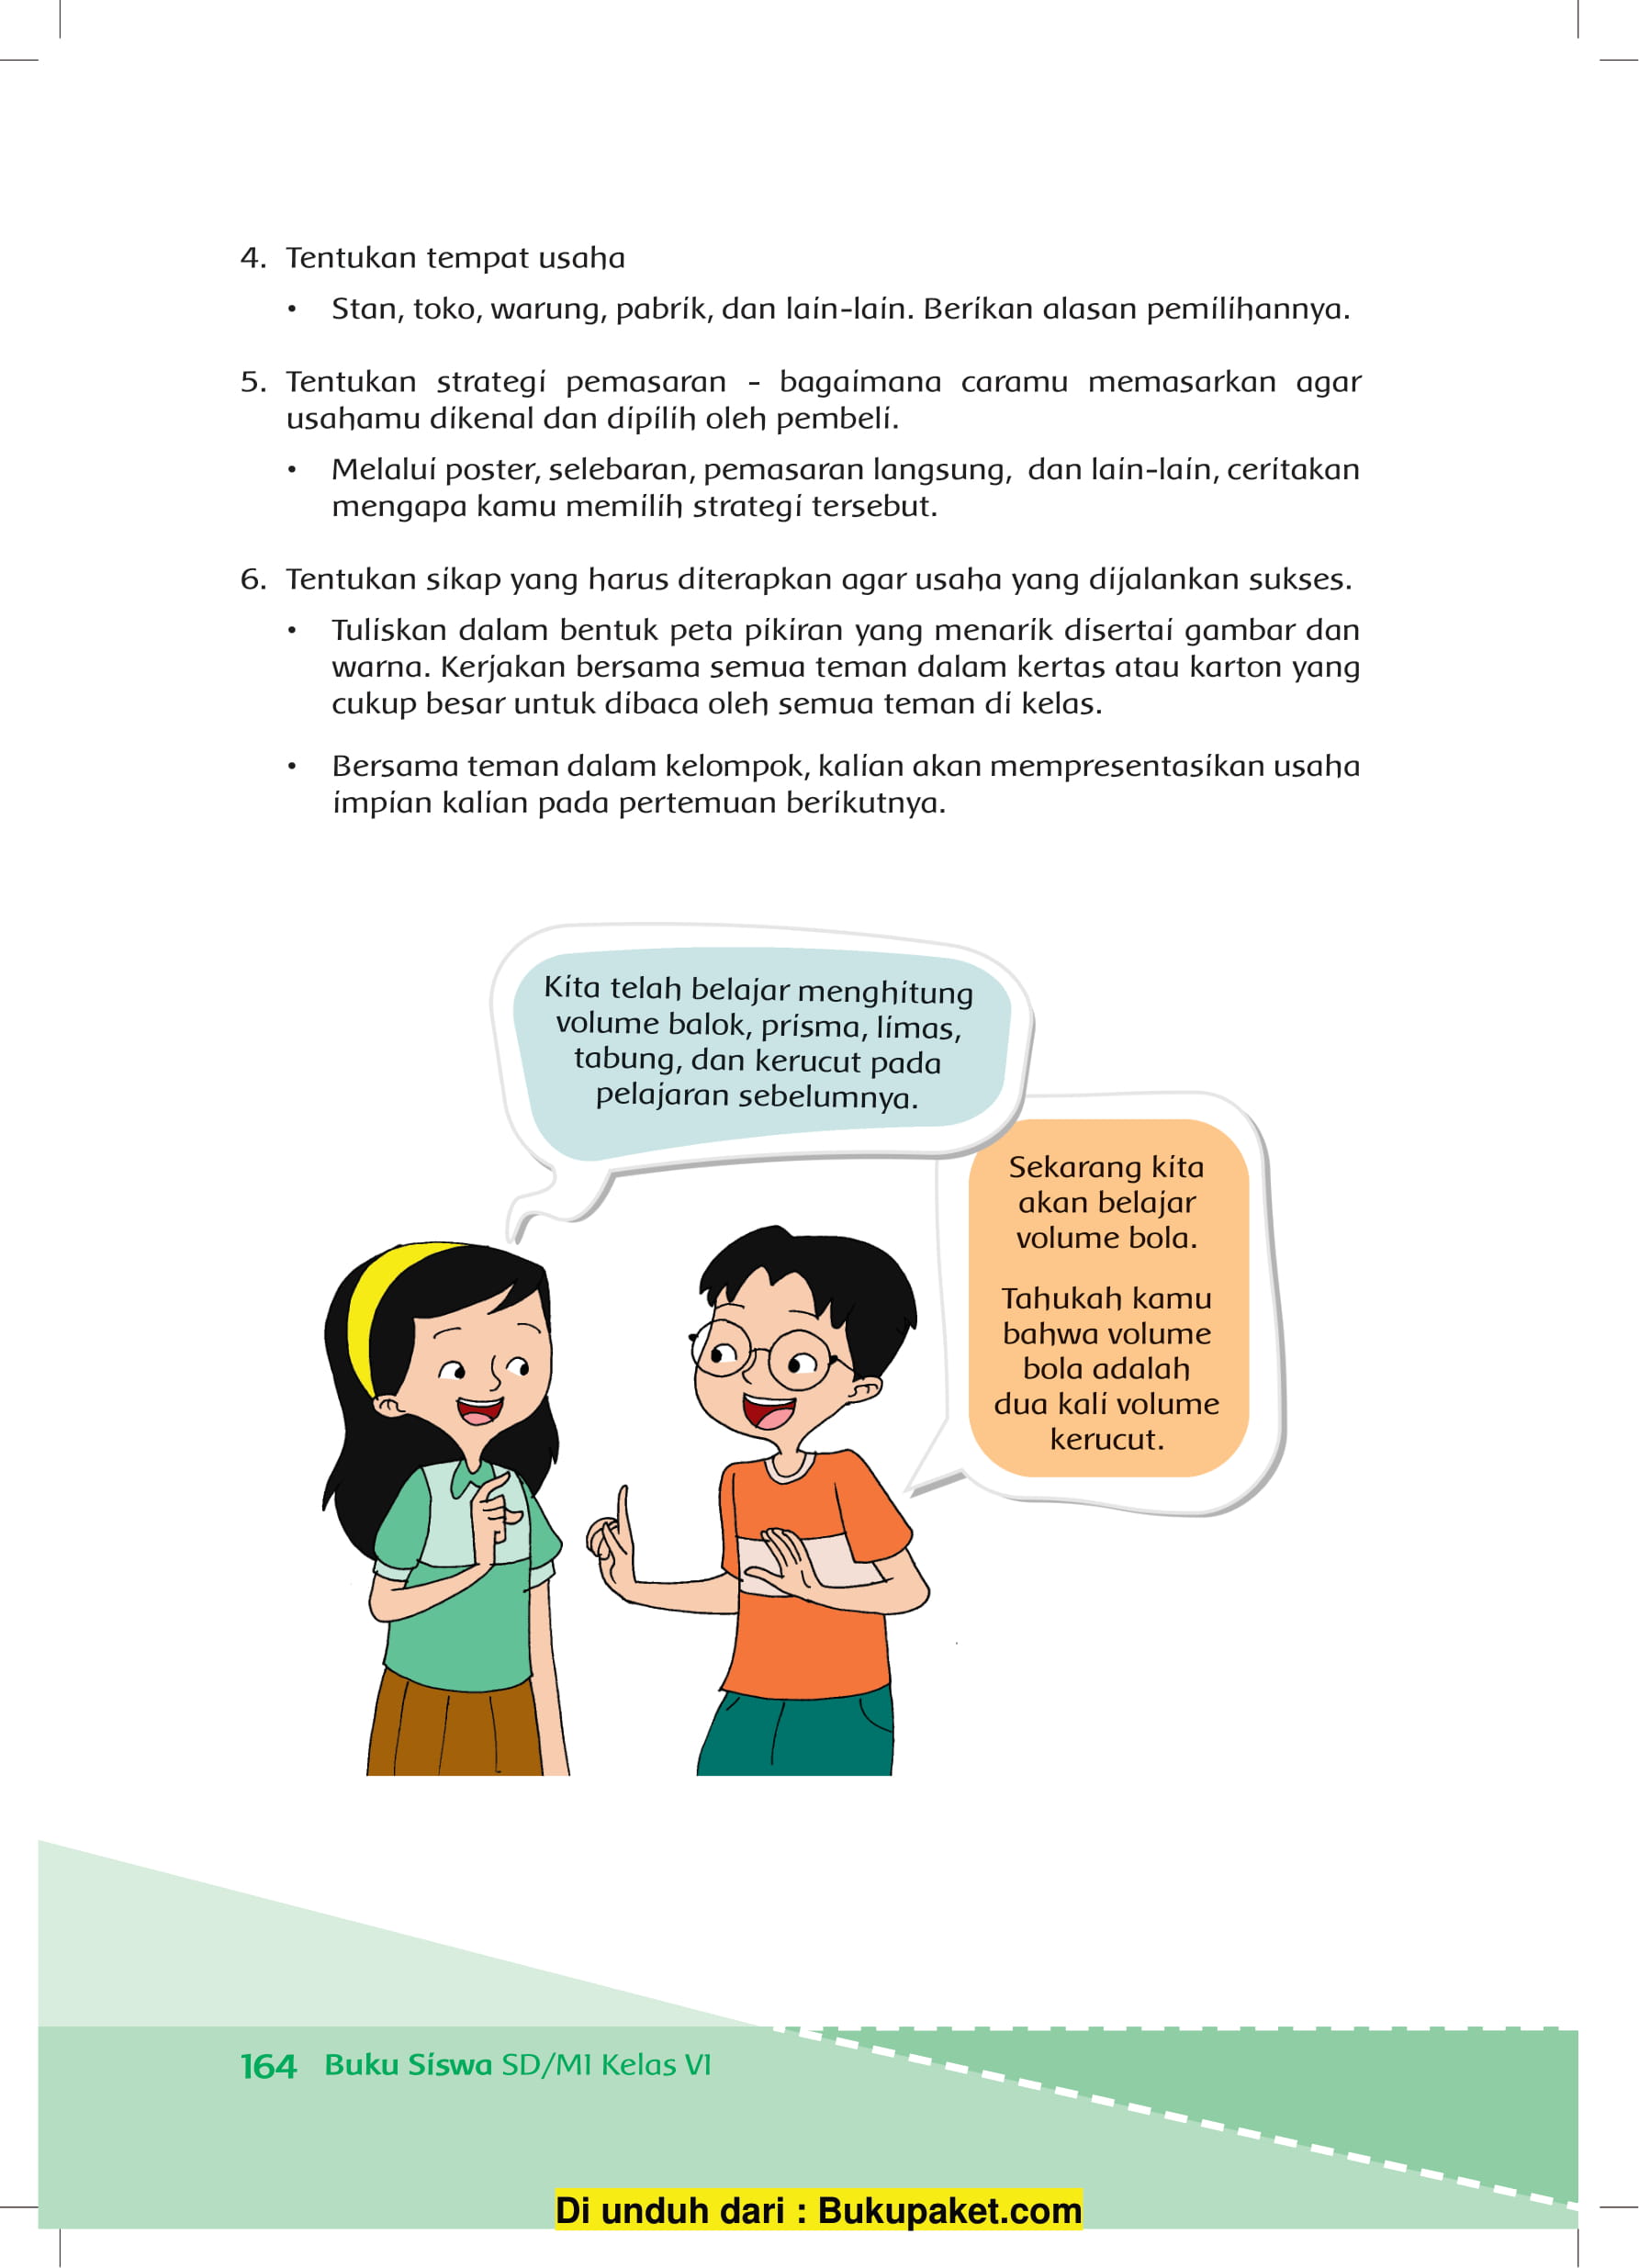 4. Tentukan tempat usaha
• Stan, toko, warung, pabrik, dan lain-lain. Berikan alasan pemilihannya.
5. Tentukan strategi pemasaran - bagaimana caramu memasarkan agar
usahamu dikenal dan dipilih oleh pembeli.
• Melalui poster, selebaran, pemasaran langsung, dan lain-lain, ceritakan
mengapa kamu memilih strategi tersebut.
6. Tentukan sikap yang harus diterapkan agar usaha yang dijalankan sukses.
• Tuliskan dalam bentuk peta pikiran yang menarik disertai gambar dan
warna. Kerjakan bersama semua teman dalam kertas atau karton yang
cukup besar untuk dibaca oleh semua teman di kelas.
• Bersama teman dalam kelompok, kalian akan mempresentasikan usaha
impian kalian pada pertemuan berikutnya.
Kita telah belajar menghitung
volume balok, prisma, limas,
tabung, dan kerucut pada
pelajaran sebelumnya.
Sekarang kita
akan belajar
volume bola.
Tahukah kamu
bahwa volume
bola adalah
dua kali volume
kerucut.
164 Buku Siswa SD/MI Kelas VI
Di unduh dari : Bukupaket.com